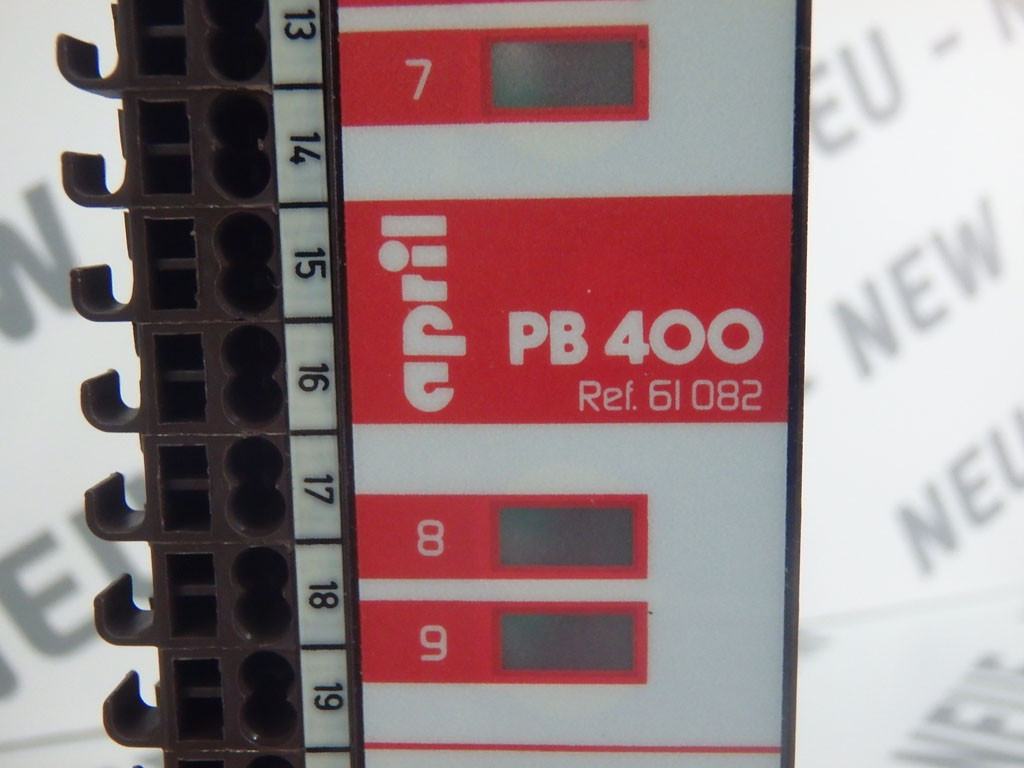 13
14
15
16
17
18
19
7
april
PB 400
Ref. 61 082
8
9
NEU - N
- NEW
NEU
NEU